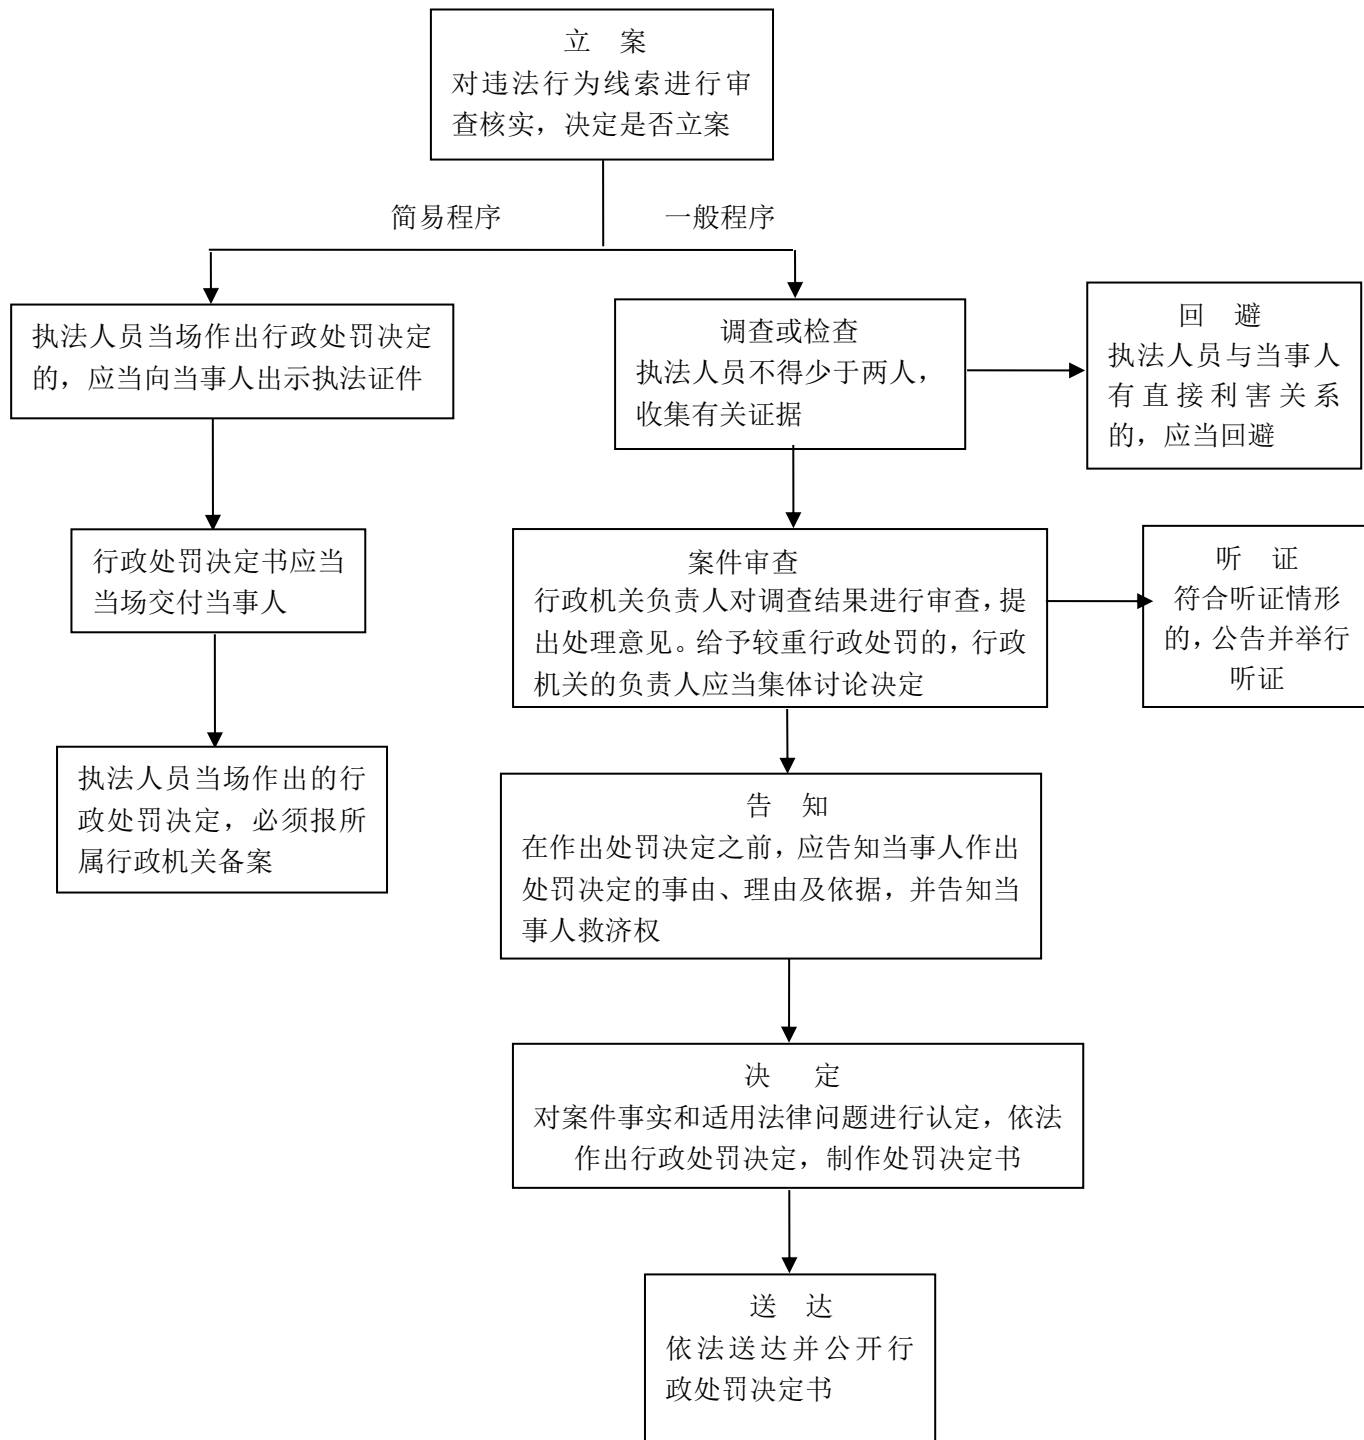 立　案
对违法行为线索进行审
查核实，决定是否立案
简易程序
一般程序
执法人员当场作出行政处罚决定
的，应当向当事人出示执法证件
调查或检查
执法人员不得少于两人，
收集有关证据
回　避
执法人员与当事人
有直接利害关系
的，应当回避
行政处罚决定书应当
当场交付当事人
案件审查
行政机关负责人对调查结果进行审查，提
出处理意见。给予较重行政处罚的，行政
机关的负责人应当集体讨论决定
听　证
符合听证情形
的，公告并举行
听证
执法人员当场作出的行
政处罚决定，必须报所
属行政机关备案
告　知
在作出处罚决定之前，应告知当事人作出
处罚决定的事由、理由及依据，并告知当
事人救济权
决　定
对案件事实和适用法律问题进行认定，依法
作出行政处罚决定，制作处罚决定书
送　达
依法送达并公开行
政处罚决定书